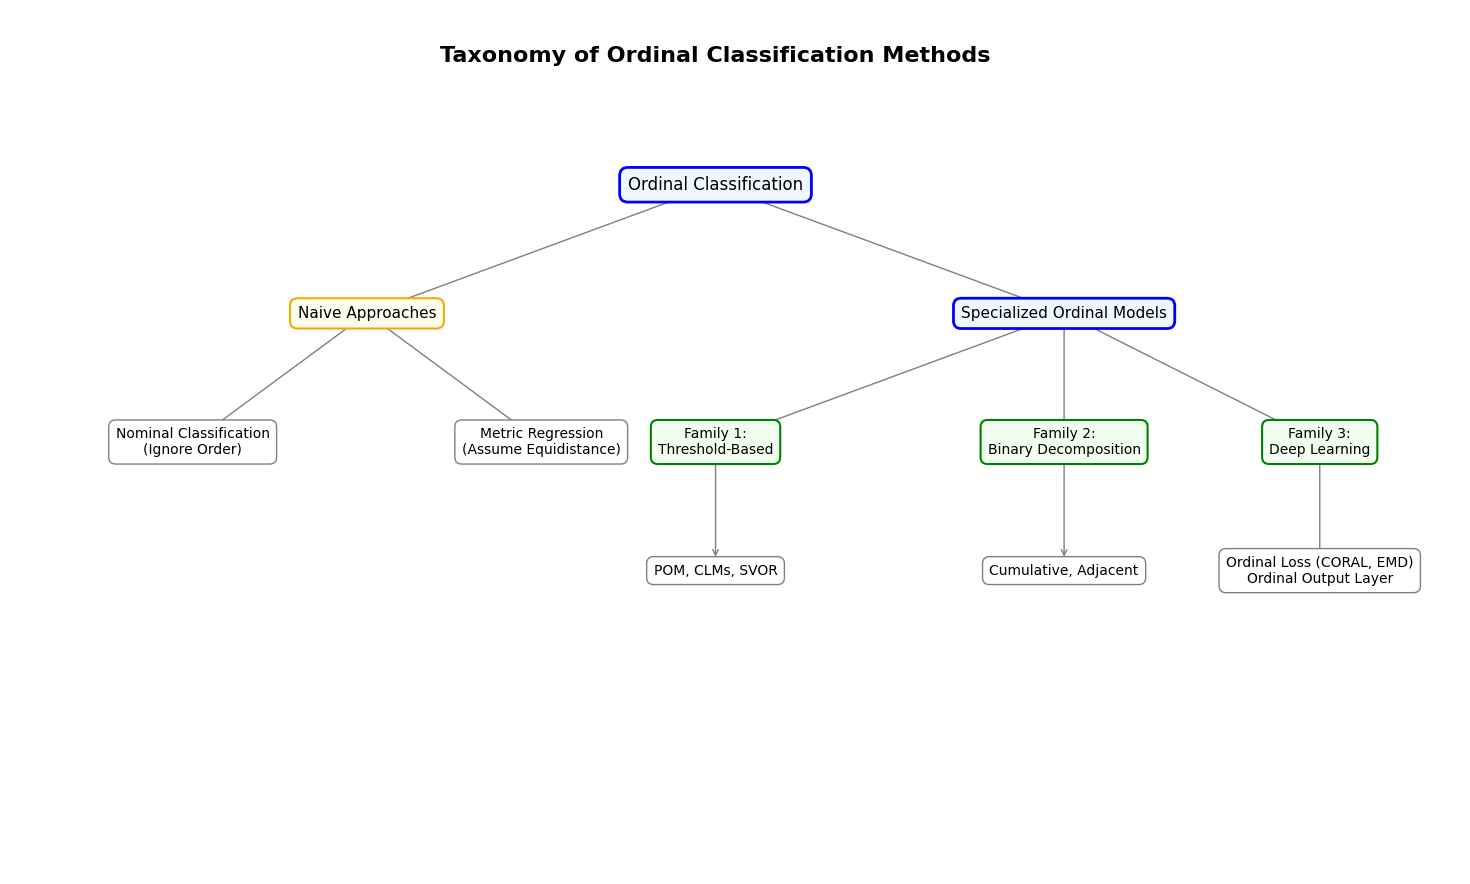 Taxonomy of Ordinal Classification Methods
Ordinal Classification
Naive Approaches
Specialized Ordinal Models
Nominal Classification
(Ignore Order)
Metric Regression
(Assume Equidistance)
Family 1:
Threshold-Based
Family 2:
Binary Decomposition
Family 3:
Deep Learning
POM, CLMs, SVOR
Cumulative, Adjacent
Ordinal Loss (CORAL, EMD)
Ordinal Output Layer